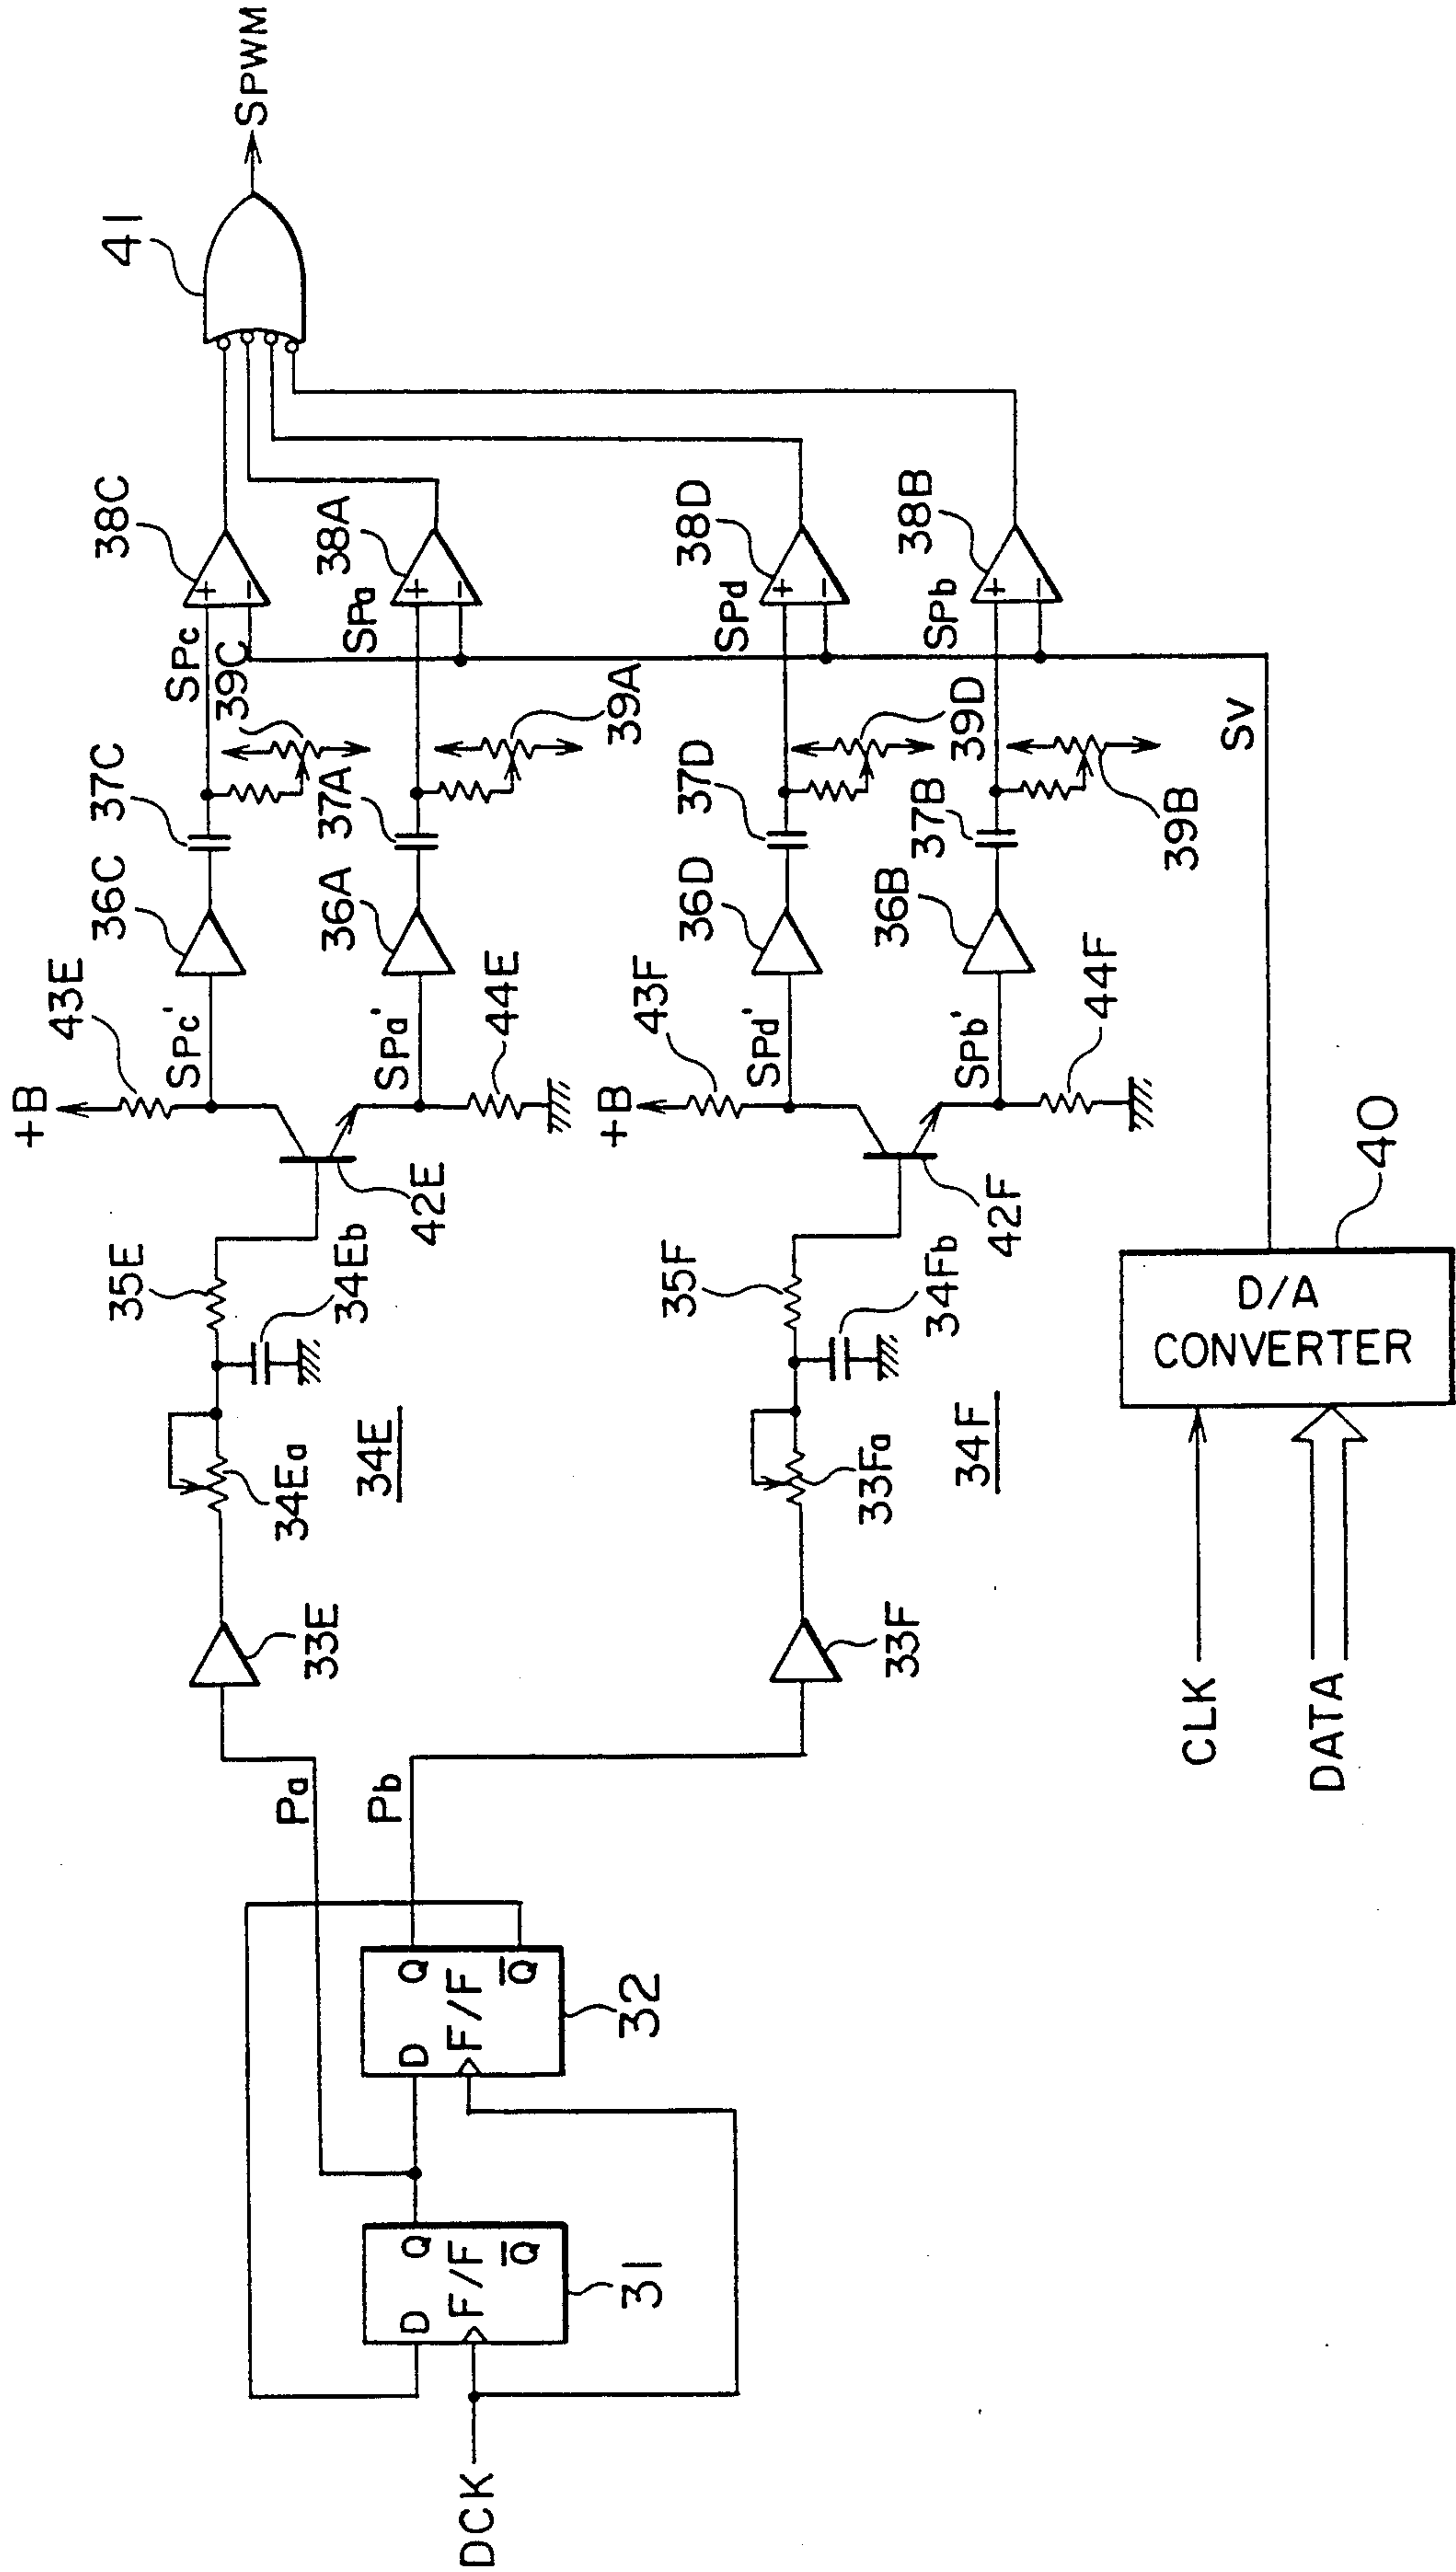 DCK
D
Q
F/F
Q
31
D
Q
F/F
Q
32
Pa
Pb
33E
34Ea
34E
35E
34Eb
+B
43E
42E
SPc'
SPa'
44E
36C
37C
SPc
39C
38C
36A
37A
SPa
39A
38A
33F
33Fa
34F
35F
34Fb
+B
43F
42F
SPd'
SPb'
44F
36D
37D
SPd
39D
38D
36B
37B
SPb
39B
38B
+
−
+
−
+
−
+
−
41
SPWM
CLK
DATA
D/A
CONVERTER
40
SV